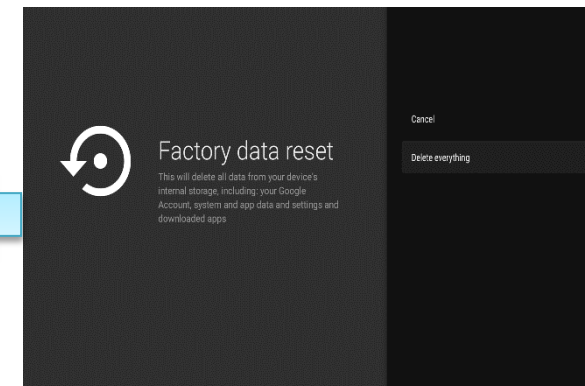 Factory data reset
This will delete all data from your device's
internal storage, including: your Google
Account, system and app data and settings and
downloaded apps
Cancel
Delete everything